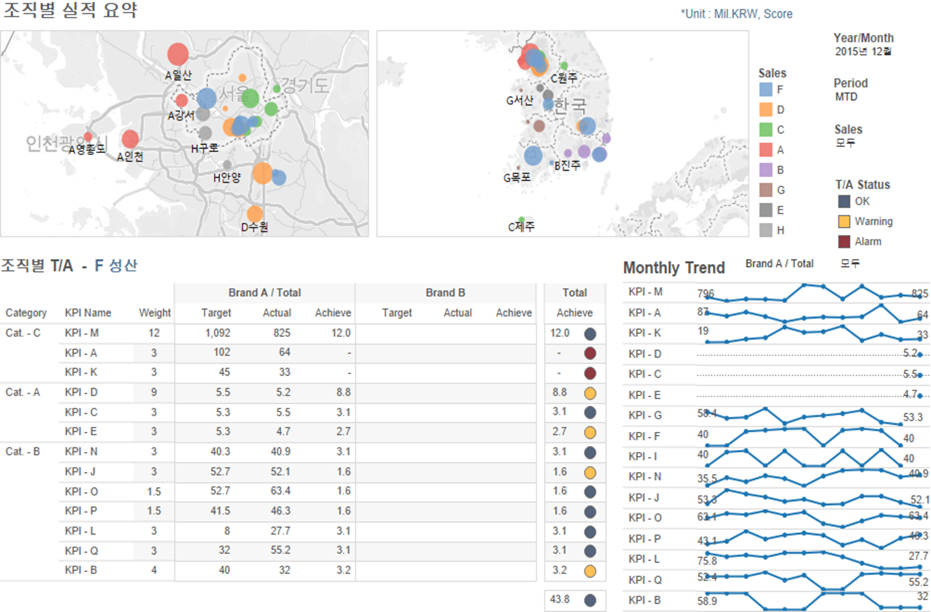 조직별 실적 요약
*Unit : Mil.KRW, Score
A일산
경기도
서울
A강서
인천광역시
A영종도
A인천
H구로
H안양
D수원
C원주
G서산
한국
G목포
B진주
C제주
Sales
F
D
C
A
B
G
E
H
Year/Month
2015년 12월
Period
MTD
Sales
모두
T/A Status
OK
Warning
Alarm
조직별 T/A - F 성산
Brand A / Total Brand B Total
Category KPI Name Weight Target Actual Achieve Target Actual Achieve Achieve
Cat. - C KPI - M 12 1,092 825 12.0 12.0
KPI - A 3 102 64 - -
KPI - K 3 45 33 - -
Cat. - A KPI - D 9 5.5 5.2 8.8 8.8
KPI - C 3 5.3 5.5 3.1 3.1
KPI - E 3 5.3 4.7 2.7 2.7
Cat. - B KPI - N 3 40.3 40.9 3.1 3.1
KPI - J 3 52.7 52.1 1.6 1.6
KPI - O 1.5 52.7 63.4 1.6 1.6
KPI - P 1.5 41.5 46.3 1.6 1.6
KPI - L 3 8 27.7 3.1 3.1
KPI - Q 3 32 55.2 3.1 3.1
KPI - B 4 40 32 3.2 3.2
43.8
Monthly Trend Brand A / Total 모두
KPI - M 796 825
KPI - A 87 64
KPI - K 19 33
KPI - D 5.2
KPI - C 5.5
KPI - E 4.7
KPI - G 58.4 53.3
KPI - F 40 40
KPI - I 40 40
KPI - N 35.5 40.9
KPI - J 53.3 52.1
KPI - O 63.1 63.4
KPI - P 43.1 46.3
KPI - L 75.8 27.7
KPI - Q 52.4 55.2
KPI - B 58.9 32